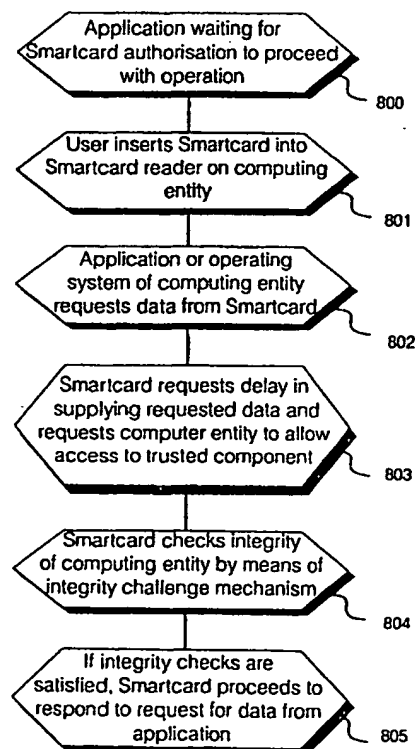 Application waiting for
Smartcard authorisation to proceed
with operation
800
User inserts Smartcard into
Smartcard reader on computing
entity
801
Application or operating
system of computing entity
requests data from Smartcard
802
Smartcard requests delay in
supplying requested data and
requests computer entity to allow
access to trusted component
803
Smartcard checks integrity
of computing entity by means of
integrity challenge mechanism
804
If integrity checks are
satisfied, Smartcard proceeds to
respond to request for data from
application
805